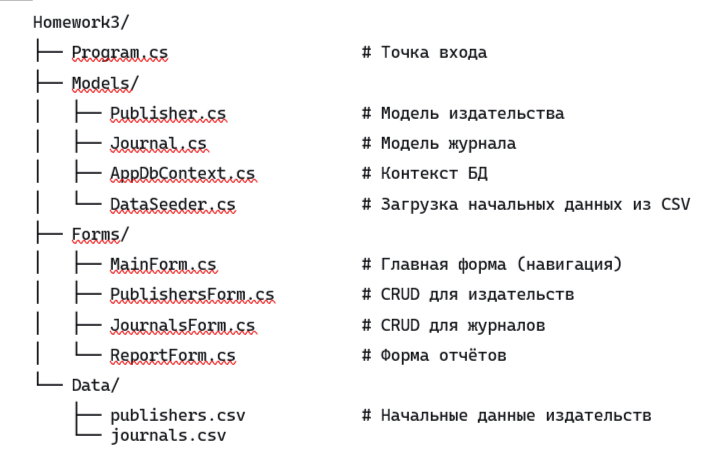 Homework3/
├── Program.cs # Точка входа
├── Models/
│ ├── Publisher.cs # Модель издательства
│ ├── Journal.cs # Модель журнала
│ ├── AppDbContext.cs # Контекст БД
│ └── DataSeeder.cs # Загрузка начальных данных из CSV
├── Forms/
│ ├── MainForm.cs # Главная форма (навигация)
│ ├── PublishersForm.cs # CRUD для издательств
│ ├── JournalsForm.cs # CRUD для журналов
│ └── ReportForm.cs # Форма отчётов
└── Data/
├── publishers.csv # Начальные данные издательств
└── journals.csv